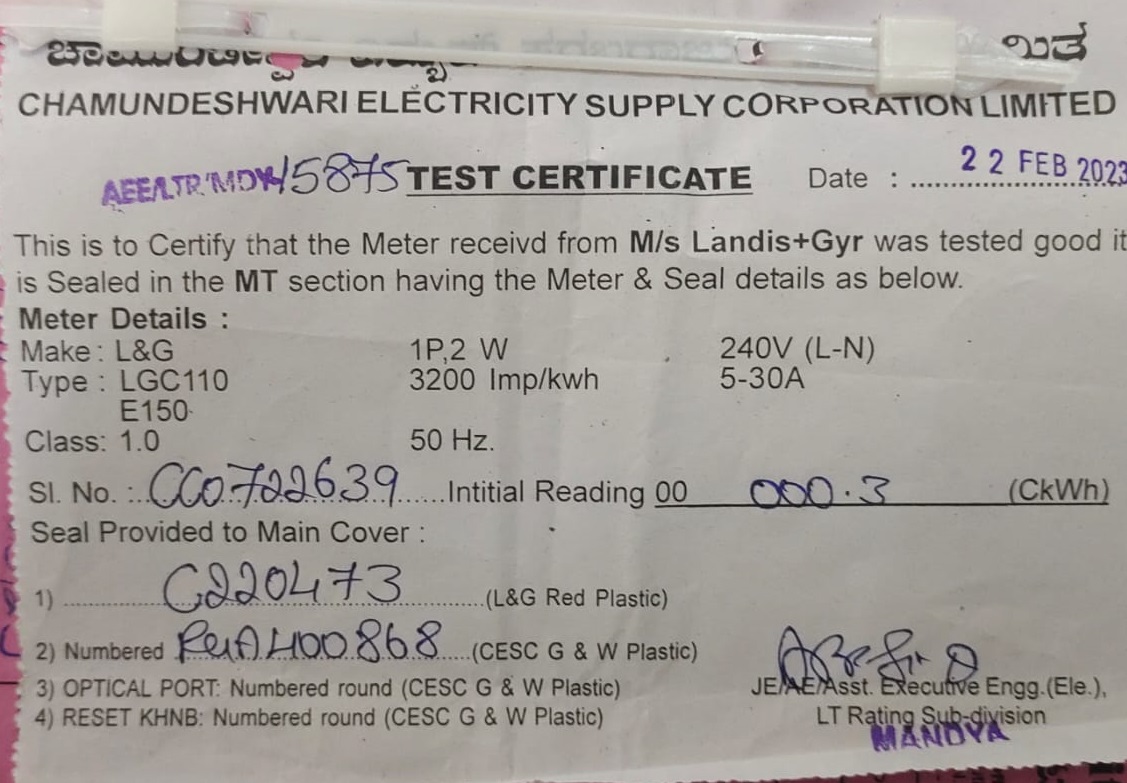 CHAMUNDESHWARI ELECTRICITY SUPPLY CORPORATION LIMITED
AEE/LTR/MDY/5875 TEST CERTIFICATE Date : 22 FEB 2023
This is to Certify that the Meter receivd from M/s Landis+Gyr was tested good it
is Sealed in the MT section having the Meter & Seal details as below.
Meter Details :
Make : L&G 1P,2 W 240V (L-N)
Type : LGC110 3200 Imp/kwh 5-30A
E150
Class: 1.0 50 Hz.
Sl. No. : CC0722639 Intitial Reading 00 000.3 (CkWh)
Seal Provided to Main Cover :
1) C220473 (L&G Red Plastic)
2) Numbered 400868 (CESC G & W Plastic)
3) OPTICAL PORT: Numbered round (CESC G & W Plastic)
4) RESET KHNB: Numbered round (CESC G & W Plastic)
JE/AE/Asst. Executive Engg.(Ele.),
LT Rating Sub-division
MANDYA